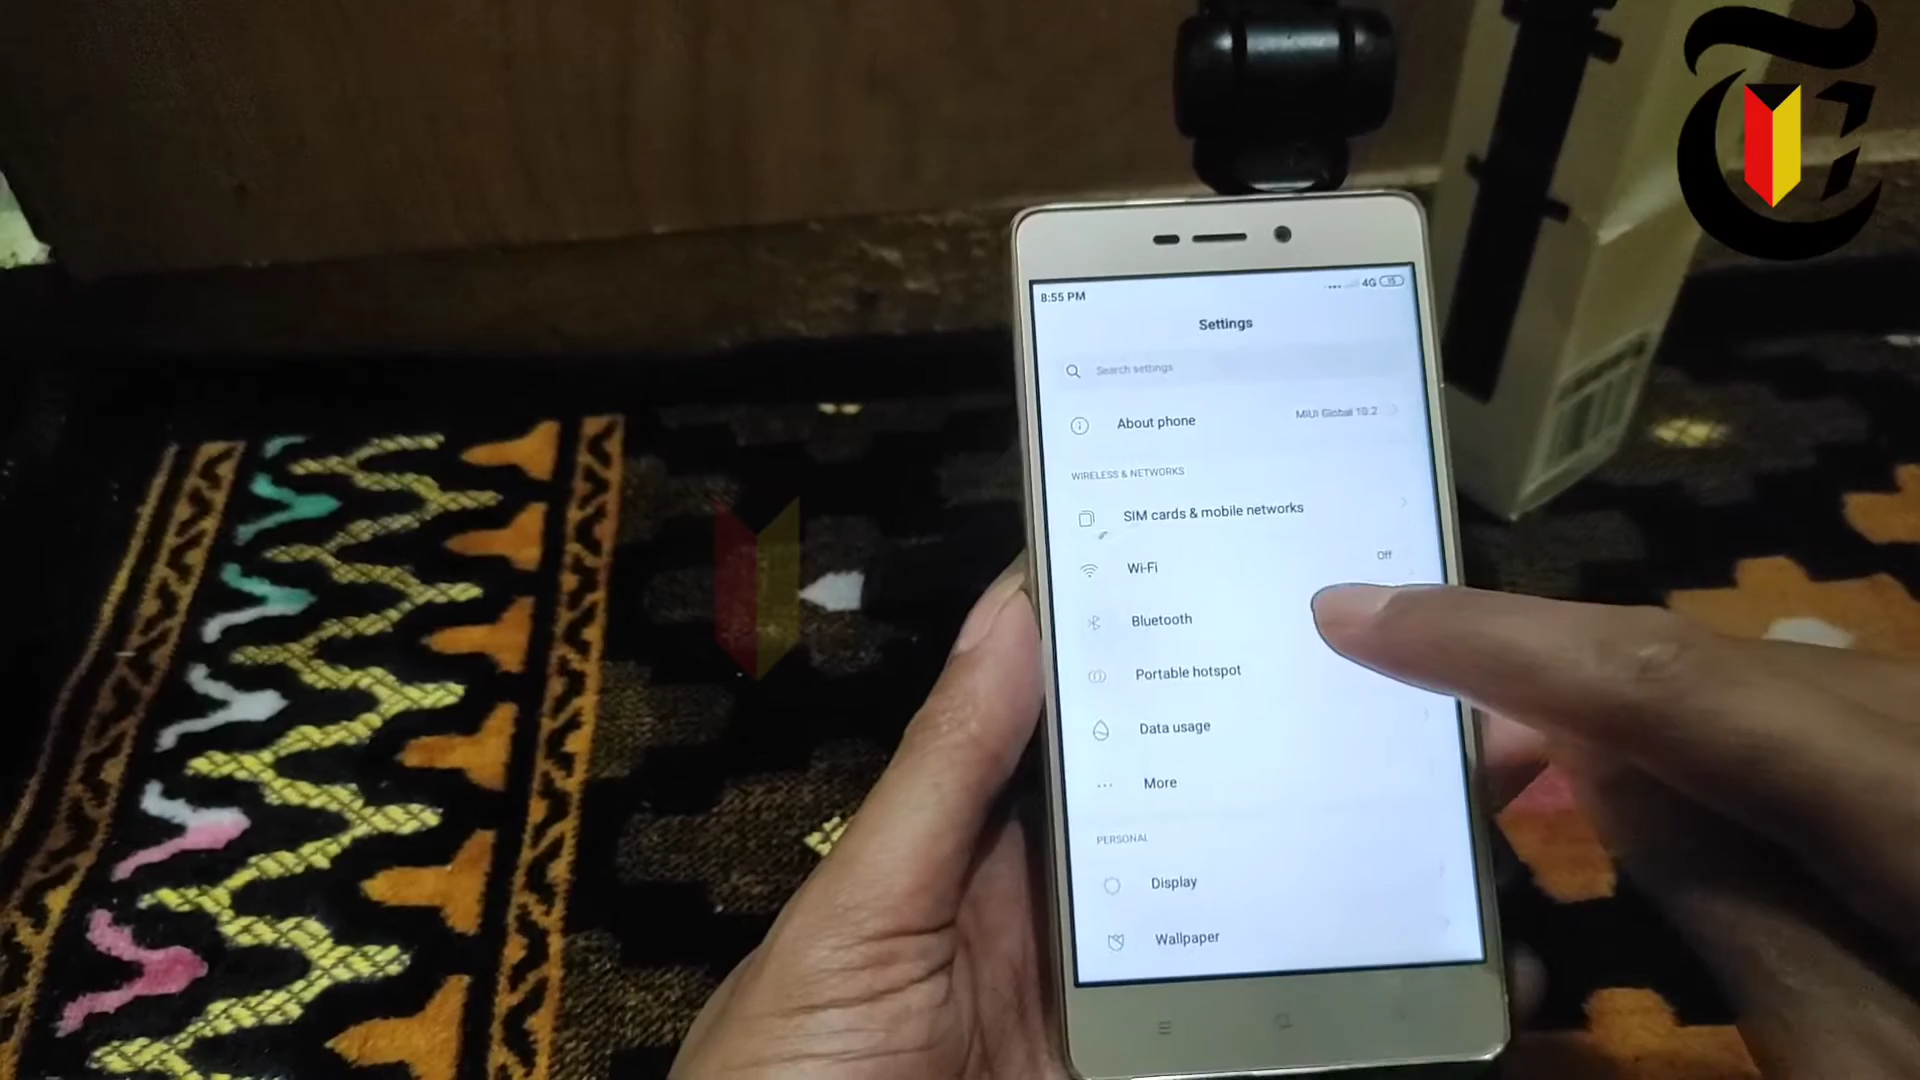 8:55 PM
4G 15
Settings
Search settings
About phone
MIUI Global 10.2
WIRELESS & NETWORKS
SIM cards & mobile networks
Wi-Fi
Off
Bluetooth
Portable hotspot
Data usage
More
PERSONAL
Display
Wallpaper